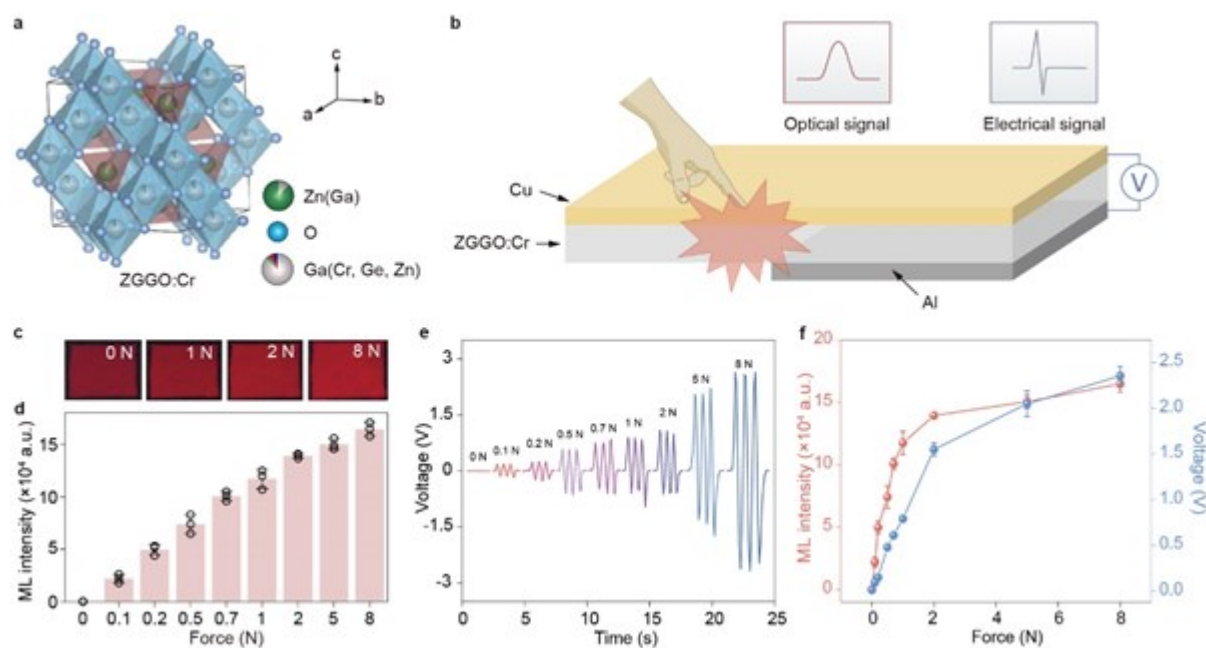 a
c
b
a
Zn(Ga)
O
Ga(Cr, Ge, Zn)
ZGGO:Cr
b
Optical signal
Electrical signal
Cu
ZGGO:Cr
Al
V
c
0 N
1 N
2 N
8 N
d
ML intensity (×10⁴ a.u.)
15
10
5
0
0 0.1 0.2 0.5 0.7 1 2 5 8
Force (N)
e
Voltage (V)
3
1.5
0
-1.5
-3
0 N
0.1 N
0.2 N
0.5 N
0.7 N
1 N
2 N
5 N
8 N
0 5 10 15 20 25
Time (s)
f
ML intensity (×10⁴ a.u.)
20
15
10
5
0
0 2 4 6 8
Force (N)
2.5
2.0
1.5
1.0
0.5
0.0
Voltage (V)